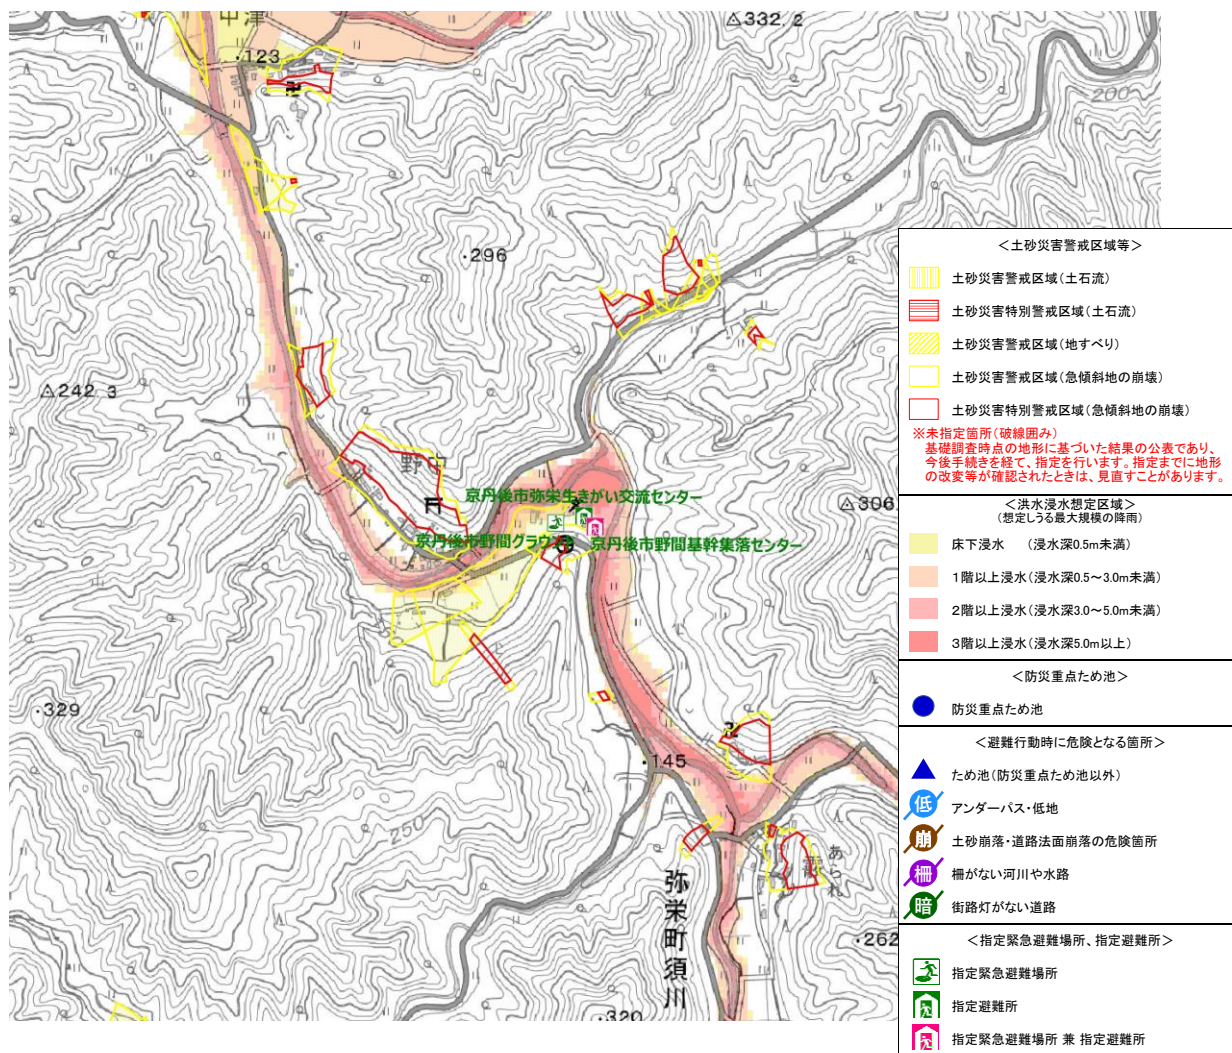 中津
△332.2
・123
200
・296
△242.3
野中
△306
京丹後市弥栄生きがい交流センター
京丹後市野間グラウンド
京丹後市野間基幹集落センター
・329
・145
250
霰
あられ
弥栄町須川
・262
・320
＜土砂災害警戒区域等＞
土砂災害警戒区域（土石流）
土砂災害特別警戒区域（土石流）
土砂災害警戒区域（地すべり）
土砂災害警戒区域（急傾斜地の崩壊）
土砂災害特別警戒区域（急傾斜地の崩壊）
※未指定箇所（破線囲み）
基礎調査時点の地形に基づいた結果の公表であり、
今後手続きを経て、指定を行います。指定までに地形
の改変等が確認されたときは、見直すことがあります。
＜洪水浸水想定区域＞
（想定しうる最大規模の降雨）
床下浸水　（浸水深0.5m未満）
1階以上浸水（浸水深0.5～3.0m未満）
2階以上浸水（浸水深3.0～5.0m未満）
3階以上浸水（浸水深5.0m以上）
＜防災重点ため池＞
防災重点ため池
＜避難行動時に危険となる箇所＞
ため池（防災重点ため池以外）
低 アンダーパス・低地
崩 土砂崩落・道路法面崩落の危険箇所
柵 柵がない河川や水路
暗 街路灯がない道路
＜指定緊急避難場所、指定避難所＞
指定緊急避難場所
指定避難所
指定緊急避難場所 兼 指定避難所